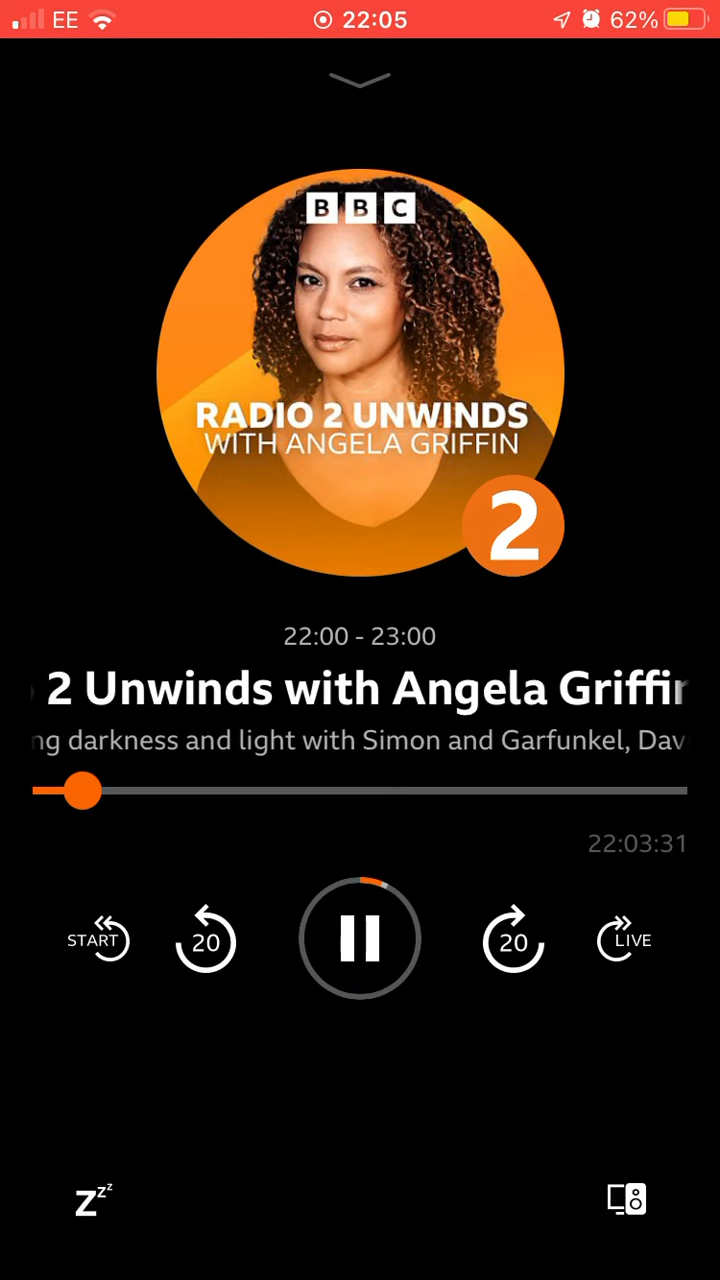 EE 22:05 62%
BBC
RADIO 2 UNWINDS
WITH ANGELA GRIFFIN
2
22:00 - 23:00
2 Unwinds with Angela Griffin
ng darkness and light with Simon and Garfunkel, Dav
22:03:31
START 20 20 LIVE
Zzz